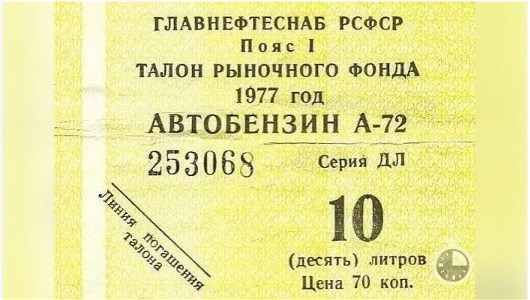 ГЛАВНЕФТЕСНАБ РСФСР
Пояс I
ТАЛОН РЫНОЧНОГО ФОНДА
1977 год
АВТОБЕНЗИН А-72
253068 Серия ДЛ
Линия погашения
талона
10
(десять) литров
Цена 70 коп.